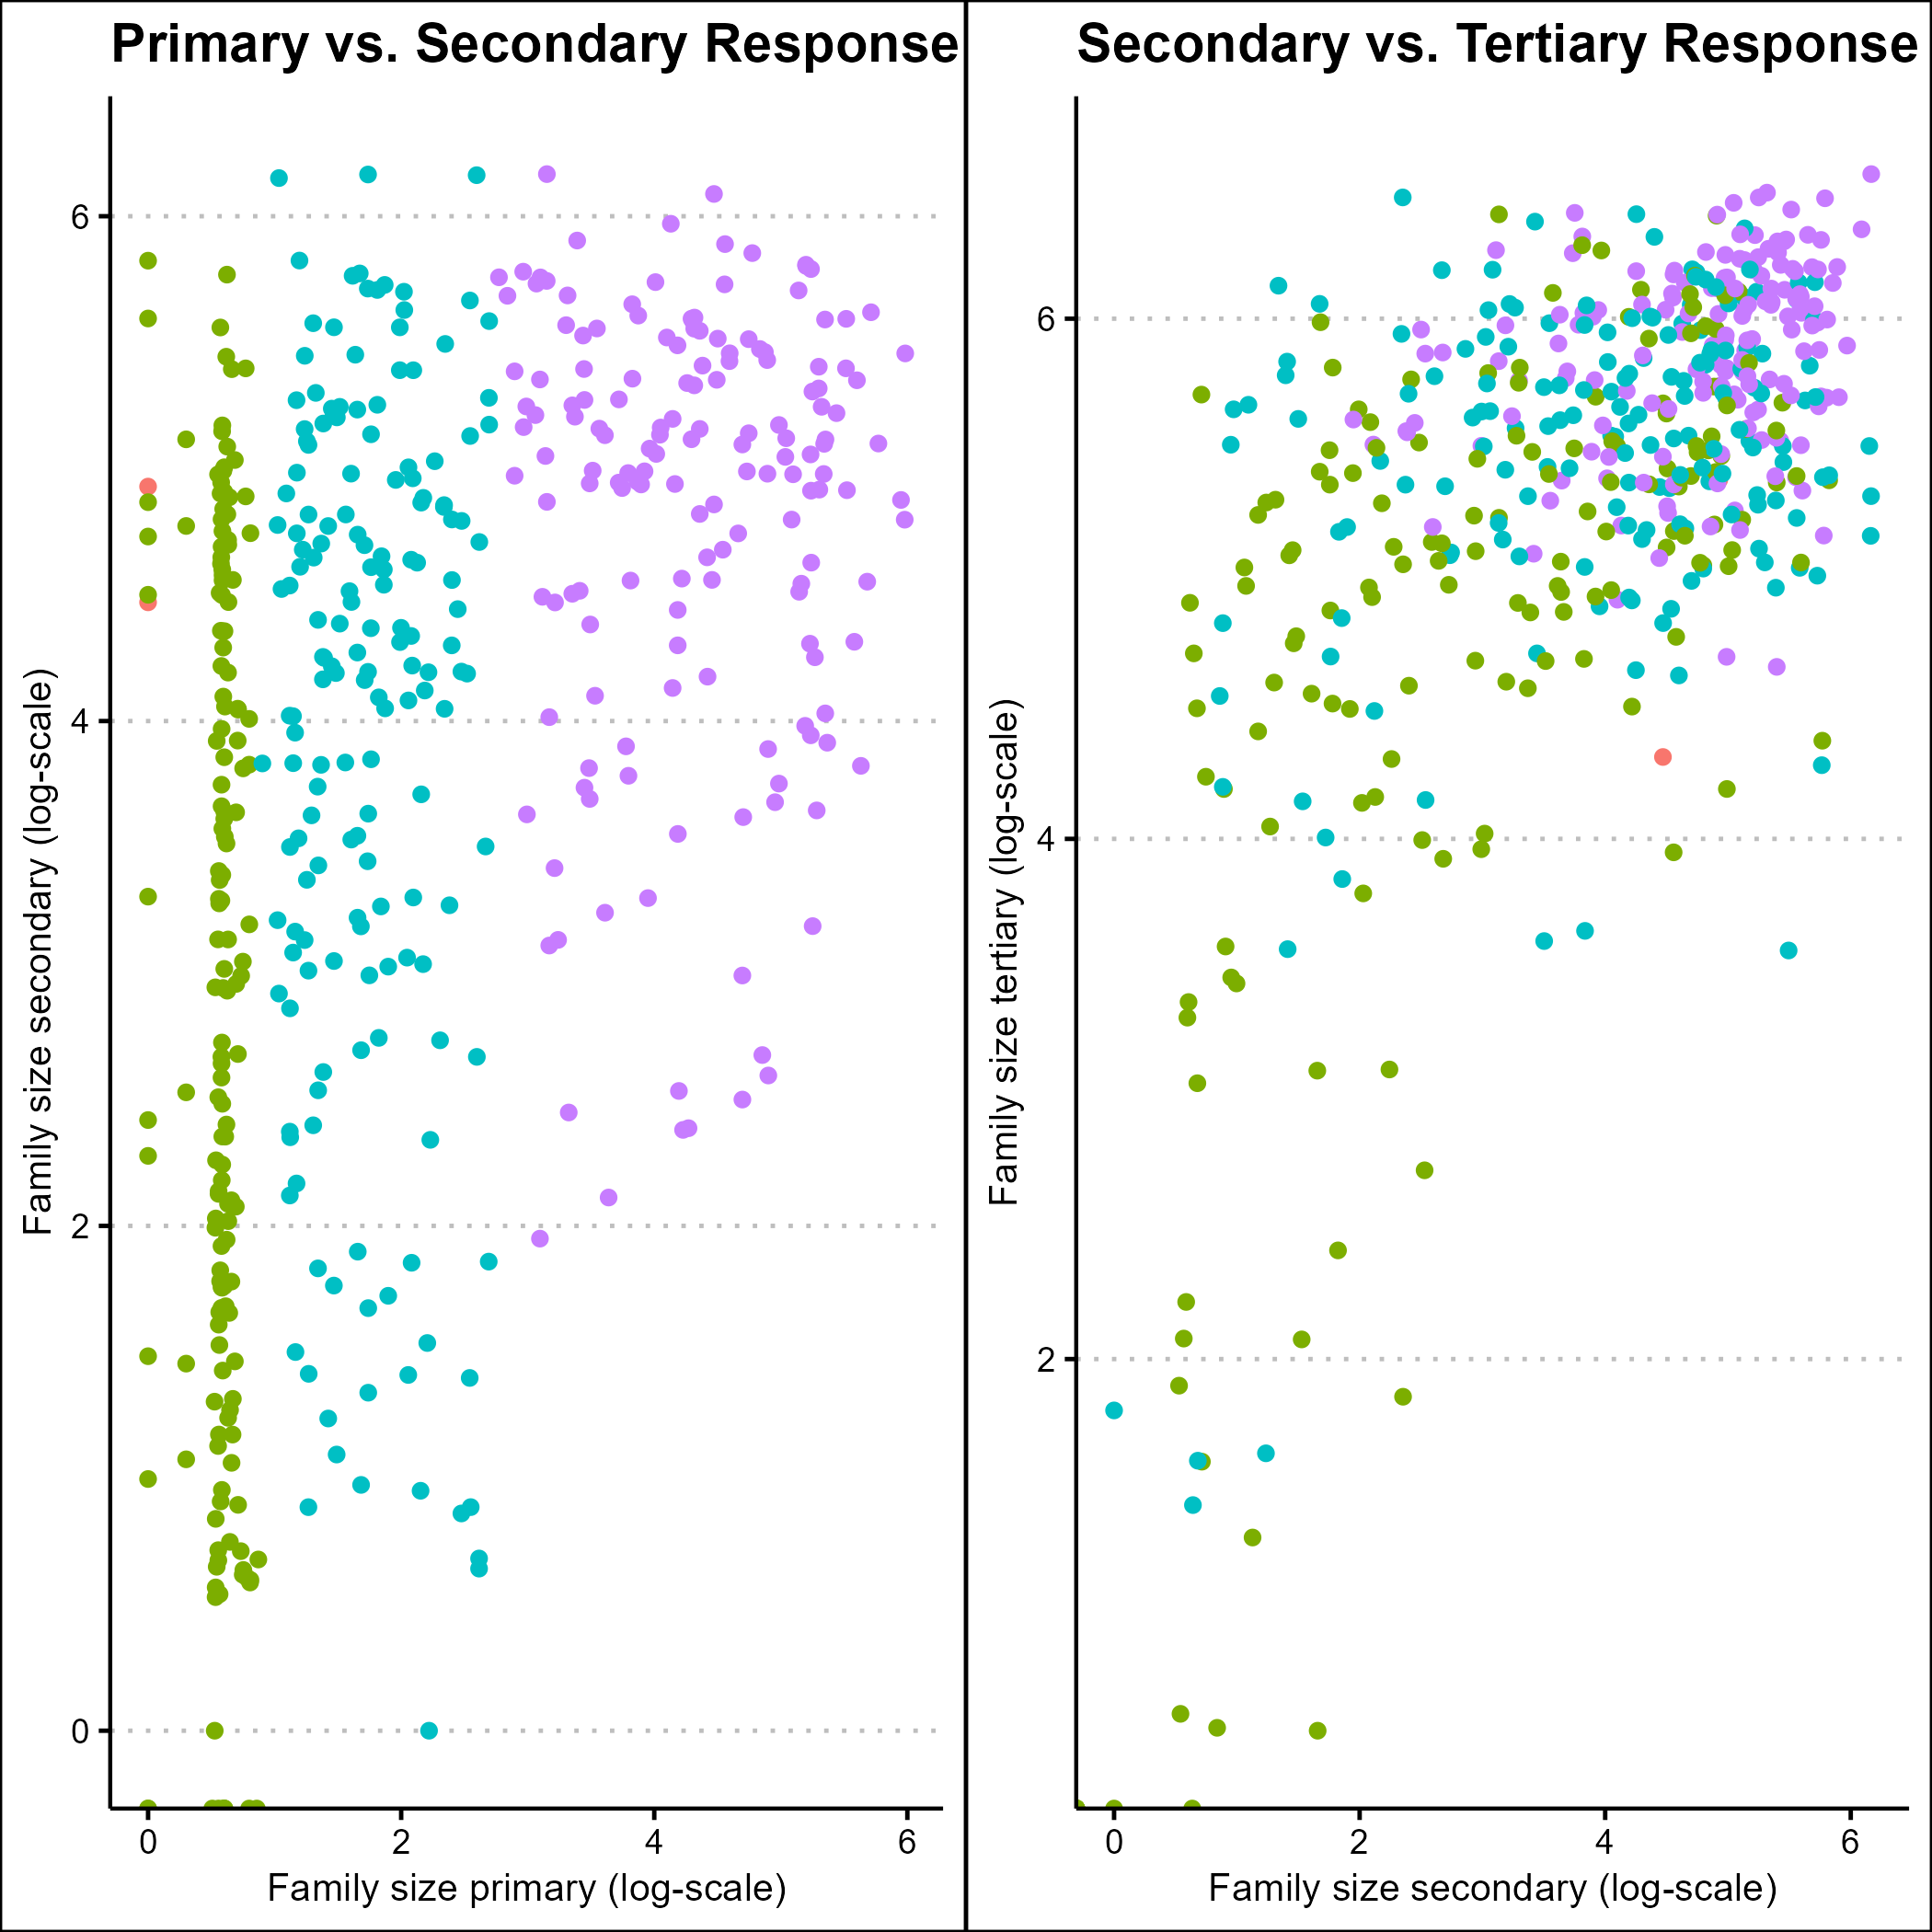 Primary vs. Secondary Response
Family size secondary (log-scale)
6
4
2
0
0 2 4 6
Family size primary (log-scale)
Secondary vs. Tertiary Response
Family size tertiary (log-scale)
6
4
2
0 2 4 6
Family size secondary (log-scale)